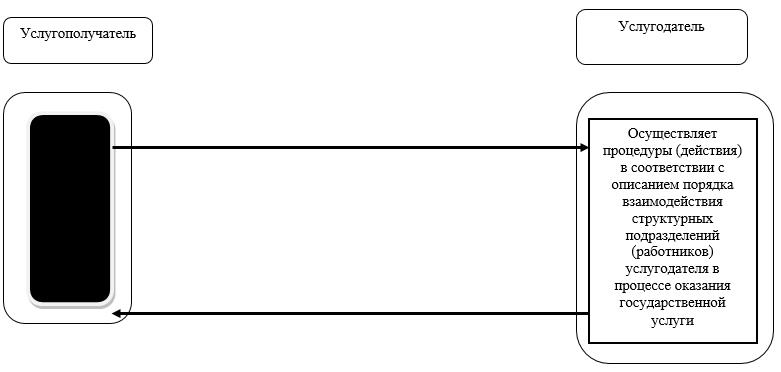 Услугополучатель
Услугодатель
Осуществляет
процедуры (действия)
в соответствии с
описанием порядка
взаимодействия
структурных
подразделений
(работников)
услугодателя в
процессе оказания
государственной
услуги